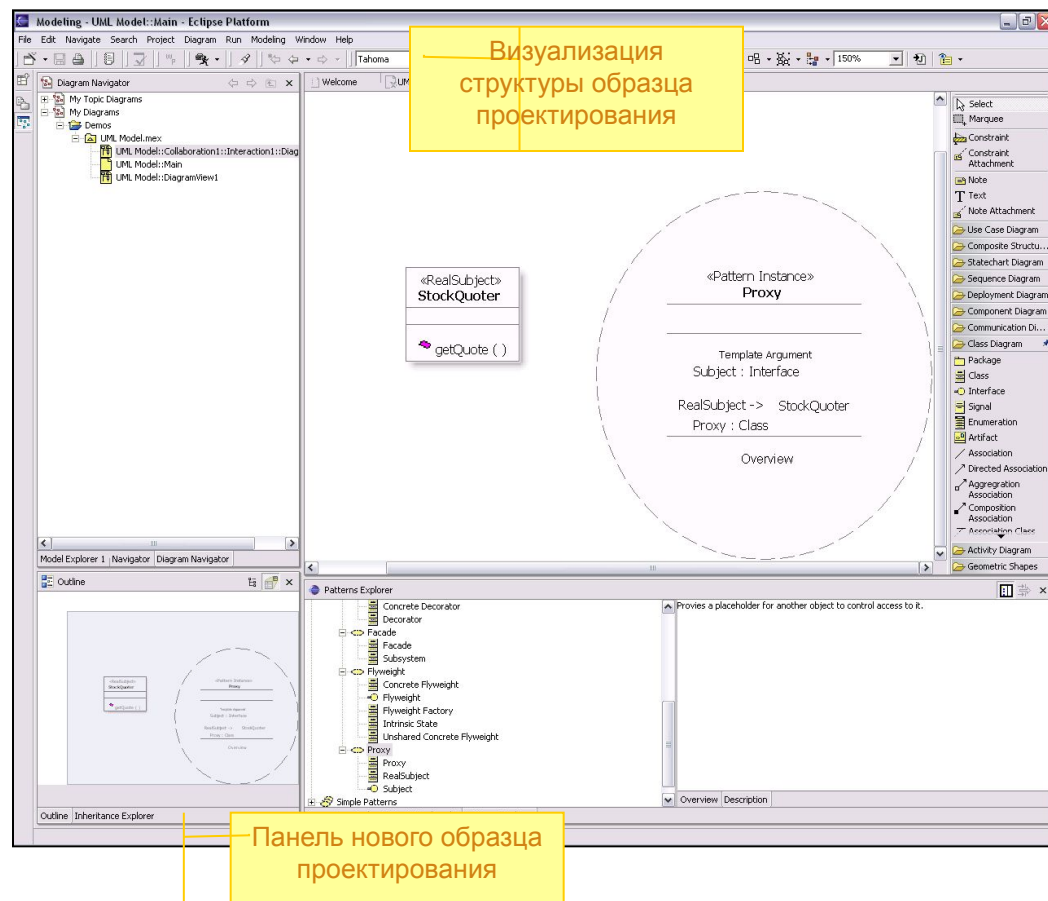 Modeling - UML Model::Main - Eclipse Platform
File Edit Navigate Search Project Diagram Run Modeling Window Help
Tahoma
150%
Визуализация
структуры образца
проектирования
Diagram Navigator
My Topic Diagrams
My Diagrams
Demos
UML Model.mex
UML Model::Collaboration1::Interaction1::Diag
UML Model::Main
UML Model::DiagramView1
Model Explorer 1 Navigator Diagram Navigator
Welcome
UM
«RealSubject»
StockQuoter
getQuote ( )
«Pattern Instance»
Proxy
Template Argument
Subject : Interface
RealSubject -> StockQuoter
Proxy : Class
Overview
Select
Marquee
Constraint
Constraint
Attachment
Note
Text
Note Attachment
Use Case Diagram
Composite Structu...
Statechart Diagram
Sequence Diagram
Deployment Diagram
Component Diagram
Communication Di...
Class Diagram
Package
Class
Interface
Signal
Enumeration
Artifact
Association
Directed Association
Aggregration
Association
Composition
Association
Association Class
Activity Diagram
Geometric Shapes
Outline
Outline Inheritance Explorer
Patterns Explorer
Concrete Decorator
Decorator
Facade
Facade
Subsystem
Flyweight
Concrete Flyweight
Flyweight
Flyweight Factory
Intrinsic State
Unshared Concrete Flyweight
Proxy
Proxy
RealSubject
Subject
Simple Patterns
Provies a placeholder for another object to control access to it.
Overview Description
Панель нового образца
проектирования